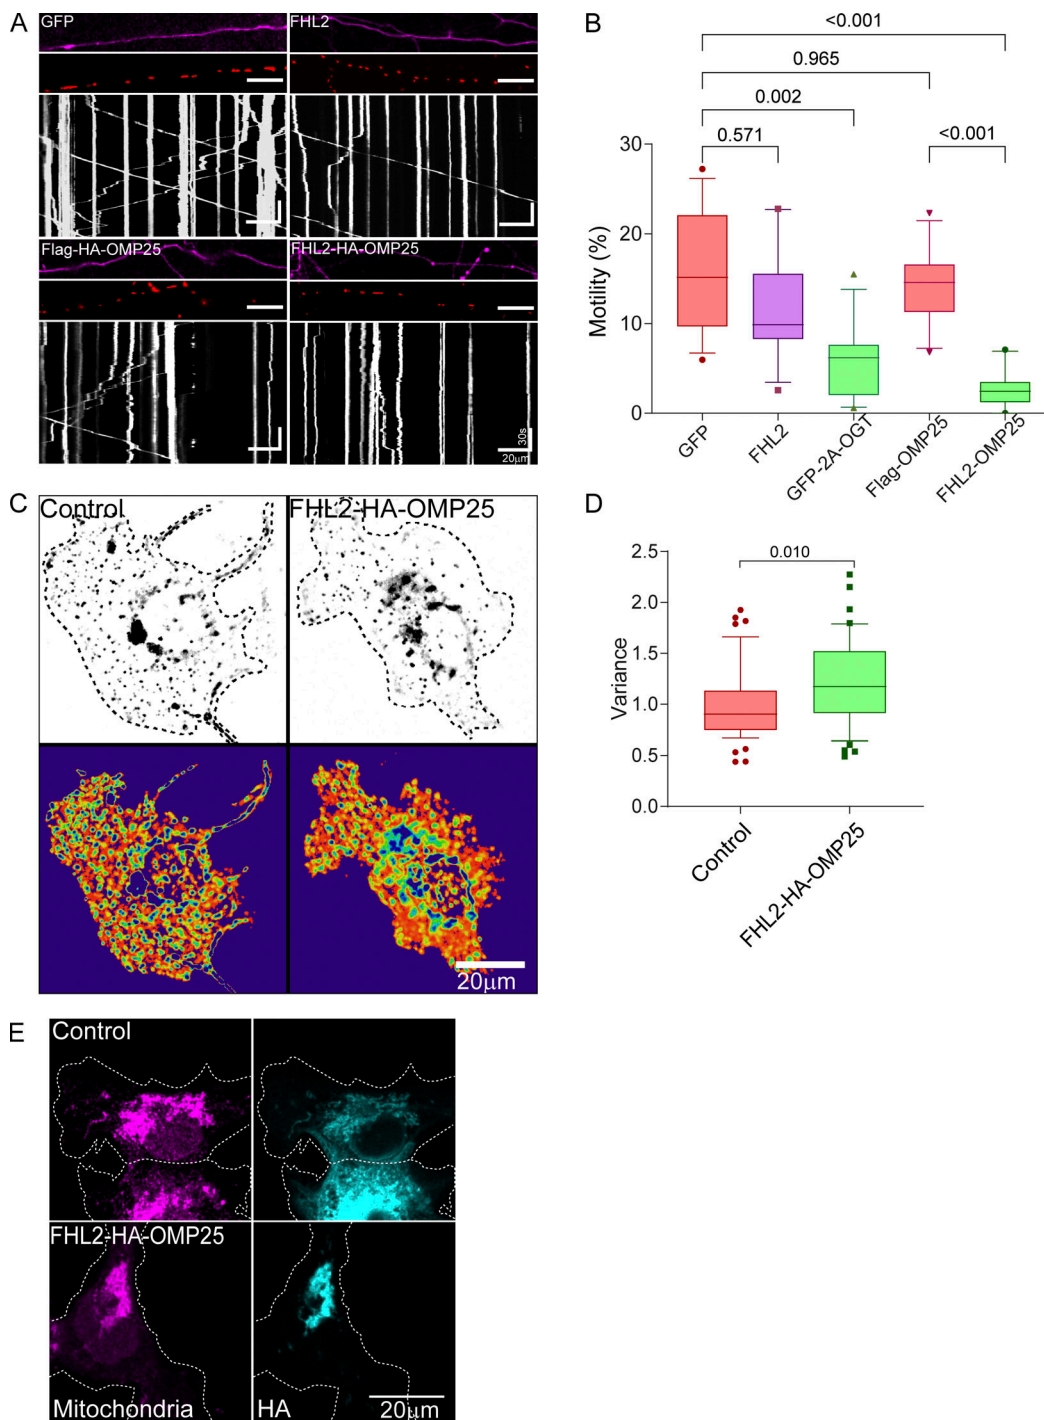 A
GFP
FHL2
Flag-HA-OMP25
FHL2-HA-OMP25
30s
20μm
B
<0.001
0.965
0.002
0.571
<0.001
Motility (%)
30
20
10
0
GFP
FHL2
GFP-2A-OGT
Flag-OMP25
FHL2-OMP25
C
Control
FHL2-HA-OMP25
20μm
D
0.010
Variance
2.5
2.0
1.5
1.0
0.5
0.0
Control
FHL2-HA-OMP25
E
Control
FHL2-HA-OMP25
Mitochondria
HA
20μm